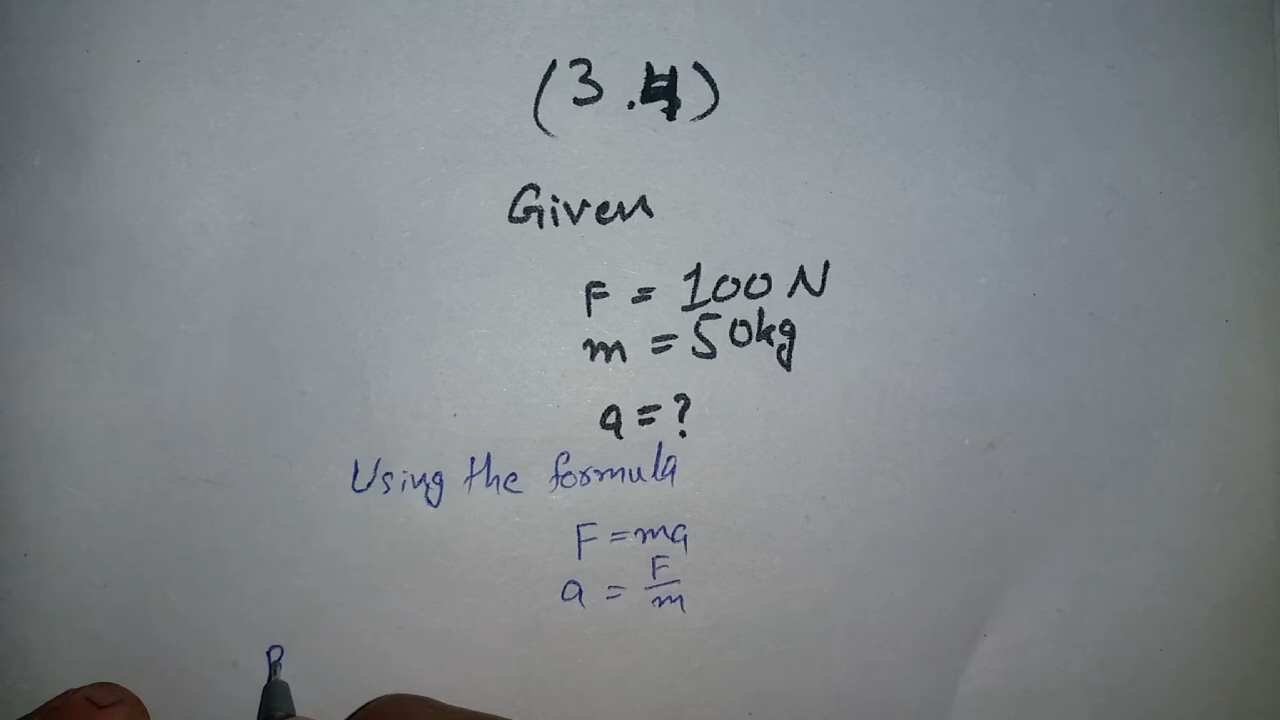 (3.4)
Given
F = 100 N
m = 50kg
a = ?
Using the formula
F = ma
a = F/m
P